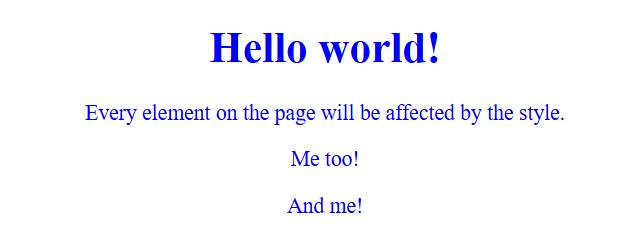 Hello world!
Every element on the page will be affected by the style.
Me too!
And me!